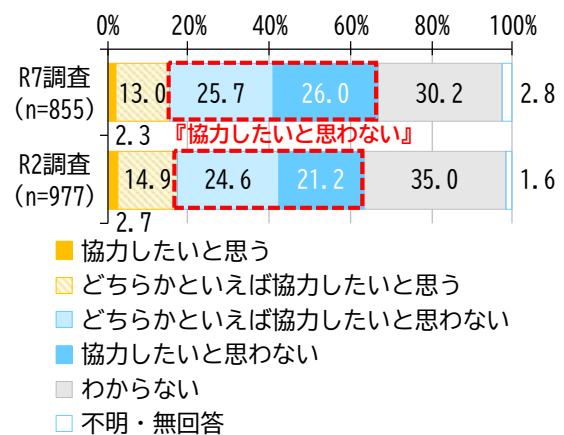 0% 20% 40% 60% 80% 100%
R7調査
(n=855)
13.0 25.7 26.0 30.2 2.8
2.3 『協力したいと思わない』
R2調査
(n=977)
14.9 24.6 21.2 35.0 1.6
2.7
協力したいと思う
どちらかといえば協力したいと思う
どちらかといえば協力したいと思わない
協力したいと思わない
わからない
不明・無回答